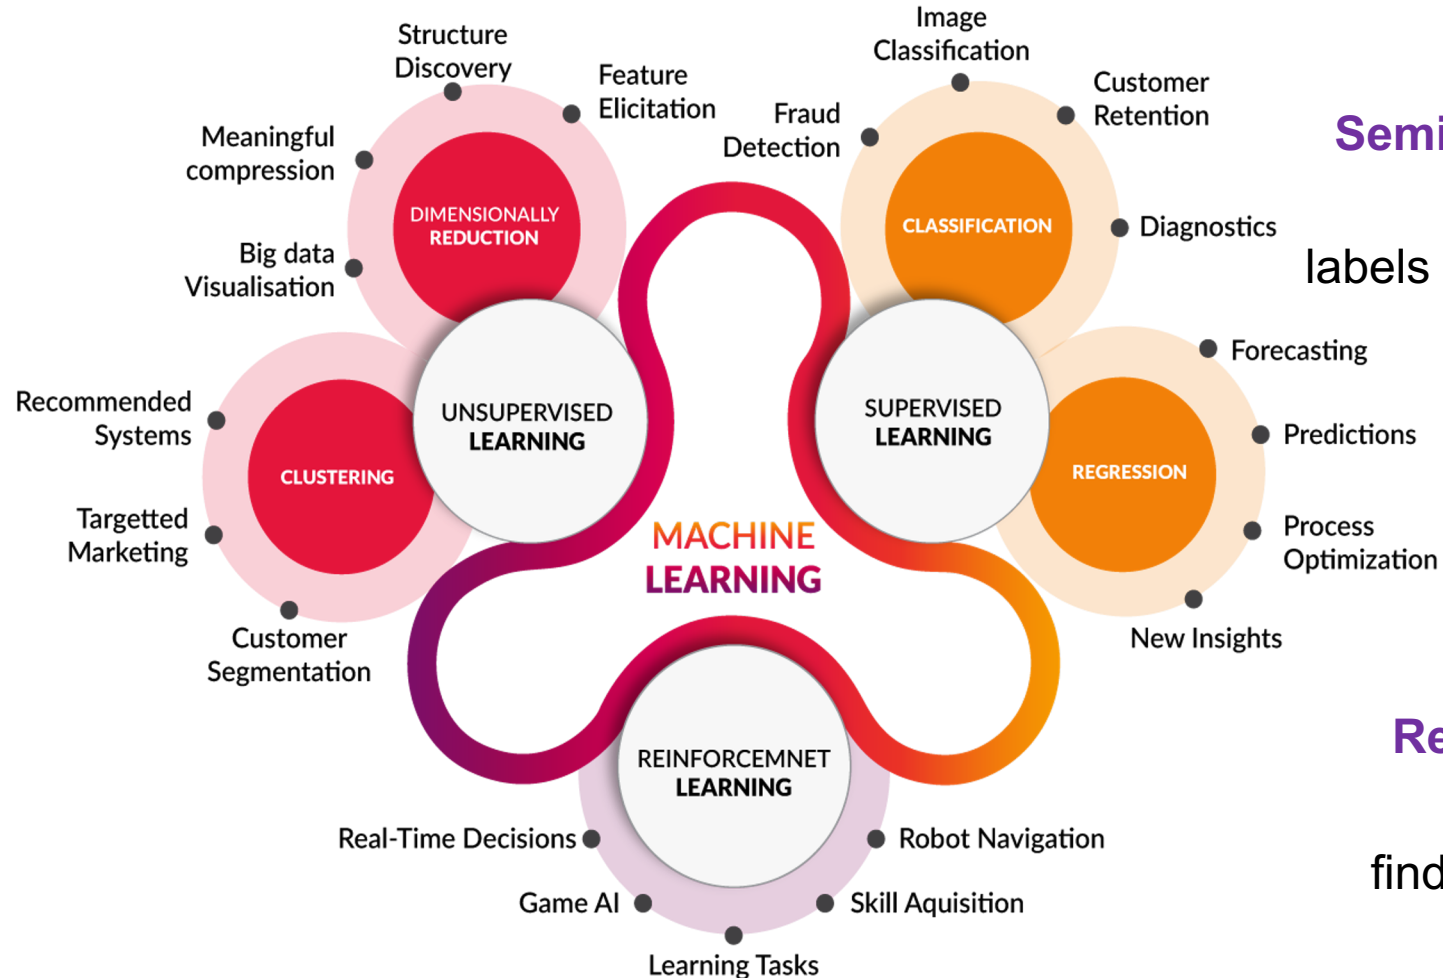 Structure
Discovery
Feature
Elicitation
Meaningful
compression
DIMENSIONALLY
REDUCTION
Big data
Visualisation
Recommended
Systems
CLUSTERING
Targetted
Marketing
Customer
Segmentation
UNSUPERVISED
LEARNING
Image
Classification
Customer
Retention
Fraud
Detection
CLASSIFICATION
Diagnostics
SUPERVISED
LEARNING
Forecasting
Predictions
REGRESSION
Process
Optimization
New Insights
MACHINE
LEARNING
REINFORCEMNET
LEARNING
Real-Time Decisions
Robot Navigation
Game AI
Skill Aquisition
Learning Tasks
Semi
labels
Re
find